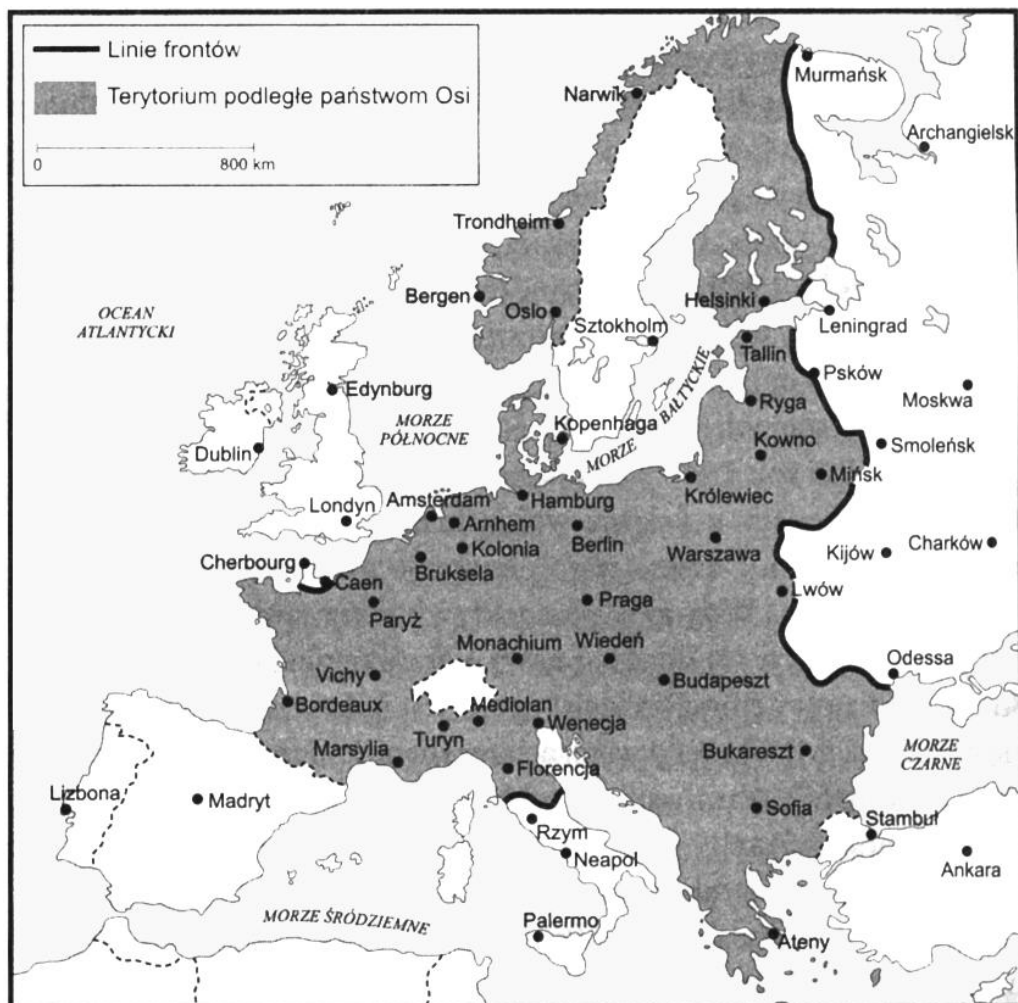 Linie frontów
Terytorium podległe państwom Osi
0 800 km
Murmańsk
Narwik
Archangielsk
Trondheim
Bergen
Helsinki
OCEAN
ATLANTYCKI
Oslo
Sztokholm
Leningrad
Tallin
Psków
Edynburg
MORZE
PÓŁNOCNE
Kopenhaga
MORZE BAŁTYCKIE
Ryga
Moskwa
Dublin
Kowno
Smoleńsk
Mińsk
Londyn
Amsterdam
Hamburg
Królewiec
Arnhem
Berlin
Warszawa
Kijów
Charków
Cherbourg
Kolonia
Bruksela
Caen
Lwów
Paryż
Praga
Monachium
Wiedeń
Vichy
Budapeszt
Odessa
Bordeaux
Mediolan
Wenecja
Turyn
Marsylia
Bukareszt
MORZE
CZARNE
Florencja
Lizbona
Madryt
Sofia
Stambuł
Rzym
Neapol
Ankara
MORZE ŚRÓDZIEMNE
Palermo
Ateny